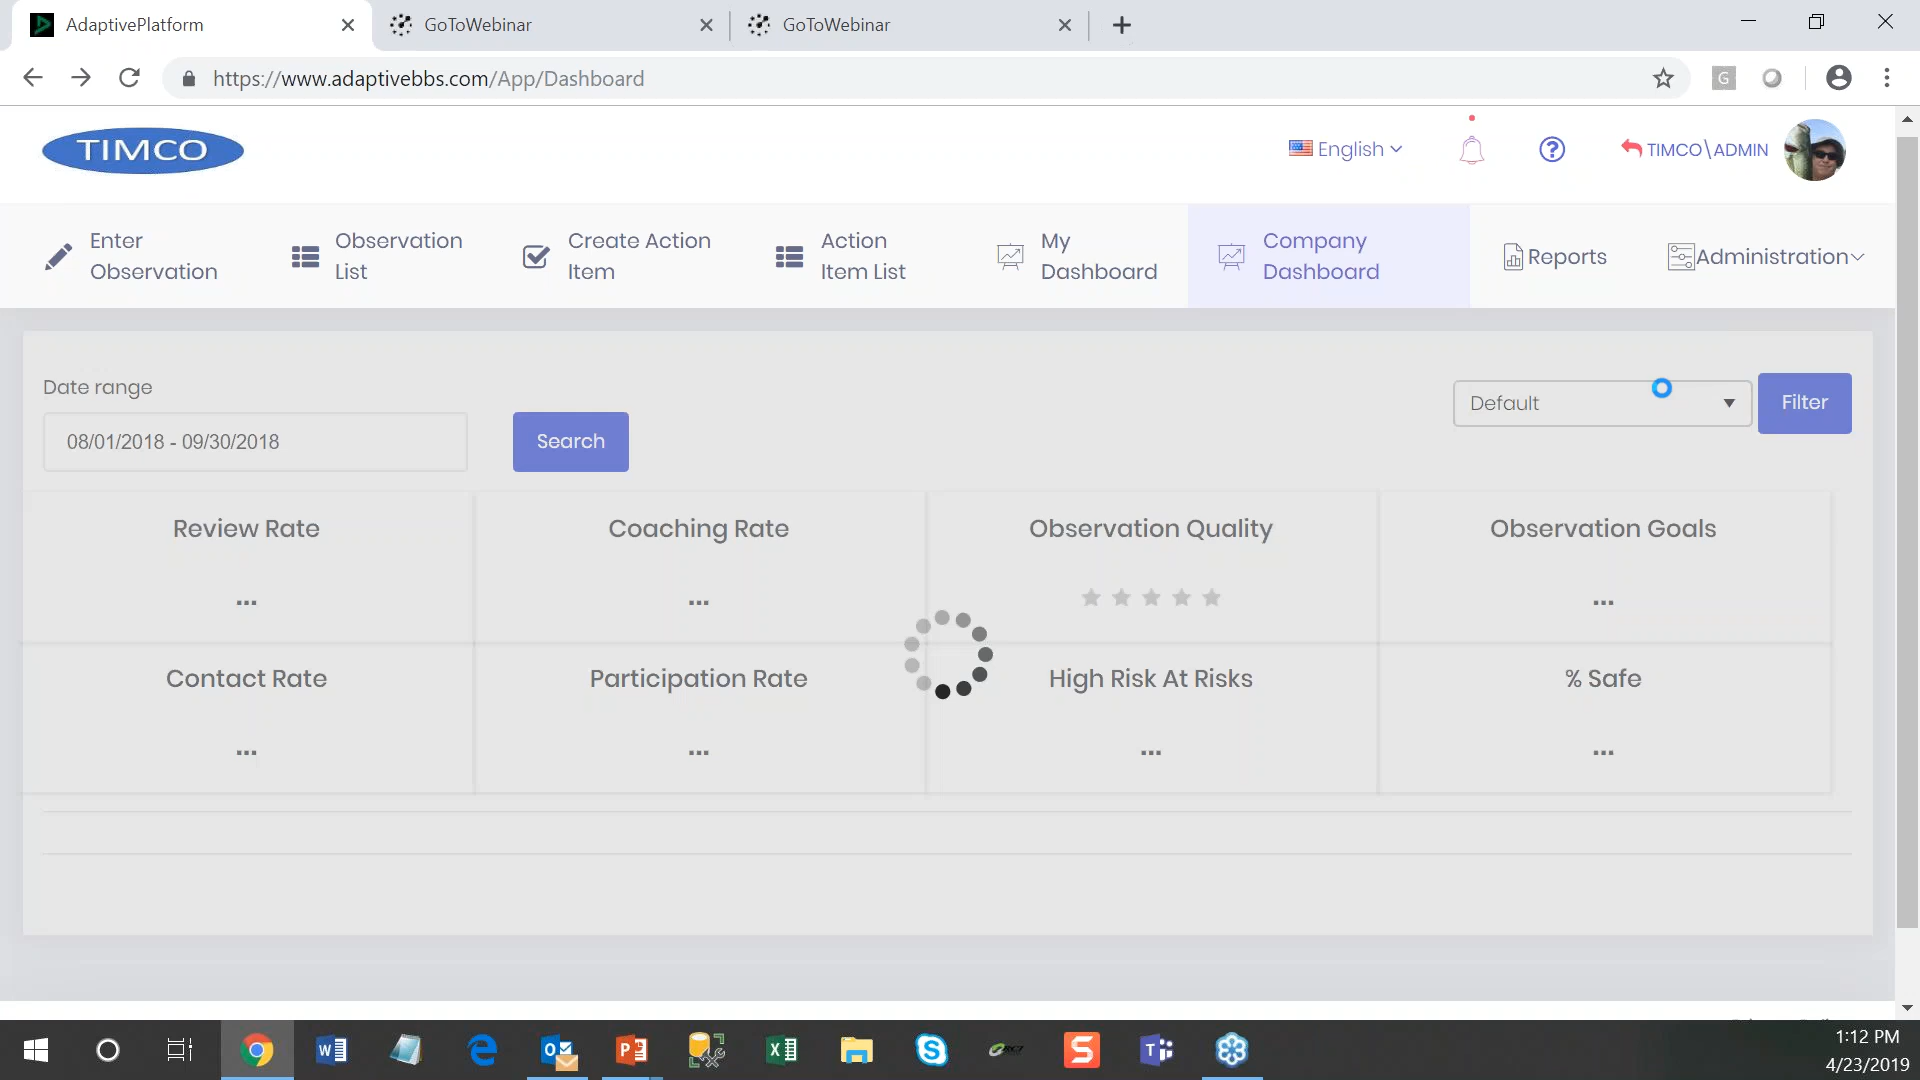 AdaptivePlatform
GoToWebinar
GoToWebinar
https://www.adaptivebbs.com/App/Dashboard
G
TIMCO
English
?
TIMCO\ADMIN
Enter
Observation
Observation
List
Create Action
Item
Action
Item List
My
Dashboard
Company
Dashboard
Reports
Administration
Date range
08/01/2018 - 09/30/2018
Search
Default
Filter
Review Rate
Coaching Rate
Observation Quality
Observation Goals
...
...
...
Contact Rate
Participation Rate
High Risk At Risks
% Safe
...
...
...
...
1:12 PM
4/23/2019